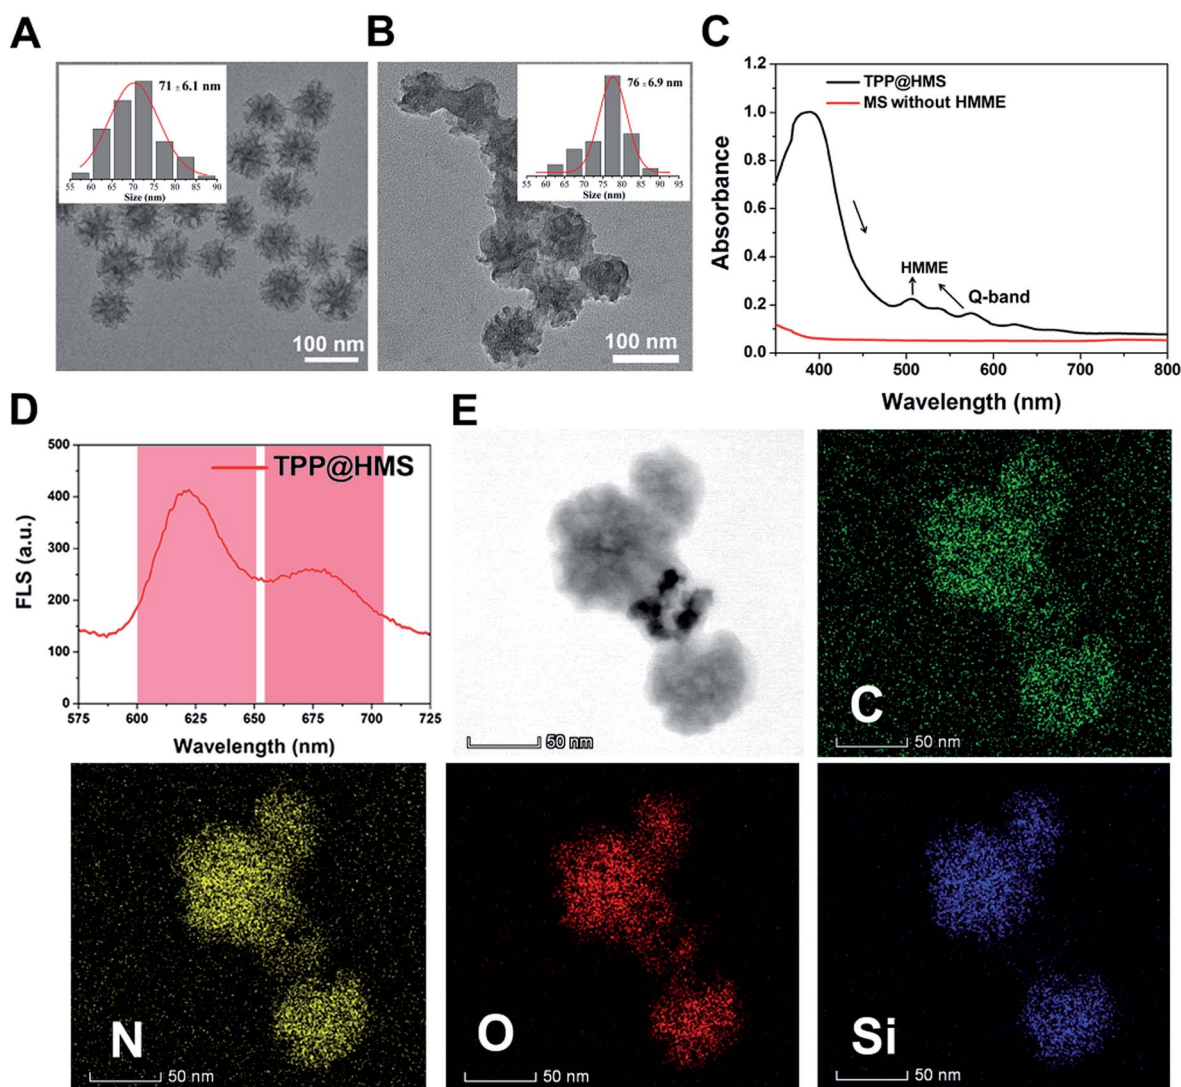 A
71 ± 6.1 nm
55 60 65 70 75 80 85 90
Size (nm)
100 nm
B
76 ± 6.9 nm
55 60 65 70 75 80 85 90 95
Size (nm)
100 nm
C
1.2
1.0
0.8
0.6
0.4
0.2
0.0
Absorbance
TPP@HMS
MS without HMME
HMME
Q-band
400 500 600 700 800
Wavelength (nm)
D
500
400
300
200
100
0
FLS (a.u.)
TPP@HMS
575 600 625 650 675 700 725
Wavelength (nm)
E
50 nm
C
50 nm
N
50 nm
O
50 nm
Si
50 nm